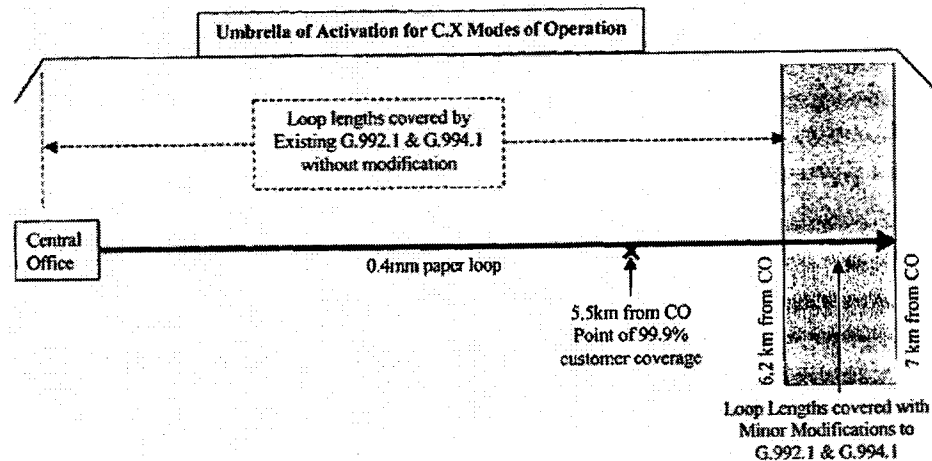 Umbrella of Activation for C.X Modes of Operation
Loop lengths covered by
Existing G.992.1 & G.994.1
without modification
Central
Office
0.4mm paper loop
5.5km from CO
Point of 99.9%
customer coverage
6.2 km from CO
7 km from CO
Loop Lengths covered with
Minor Modifications to
G.992.1 & G.994.1